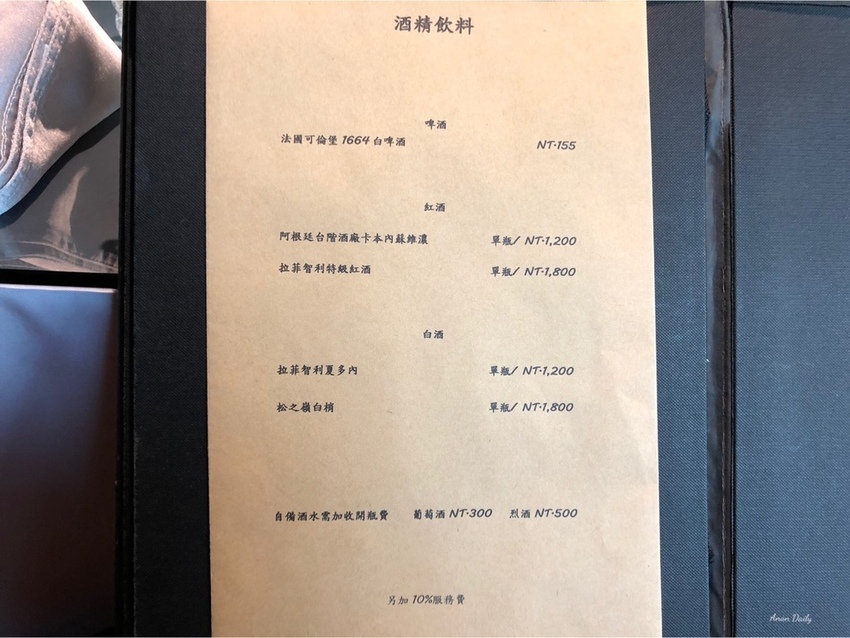 酒精飲料
啤酒
法國可倫堡 1664 白啤酒 NT·155
紅酒
阿根廷台階酒廠卡本內蘇維濃 單瓶/ NT·1,200
拉菲智利特級紅酒 單瓶/ NT·1,800
白酒
拉菲智利夏多內 單瓶/ NT·1,200
松之嶺白梢 單瓶/ NT·1,800
自備酒水需加收開瓶費 葡萄酒 NT·300 烈酒 NT·500
另加 10%服務費
Anan Daily